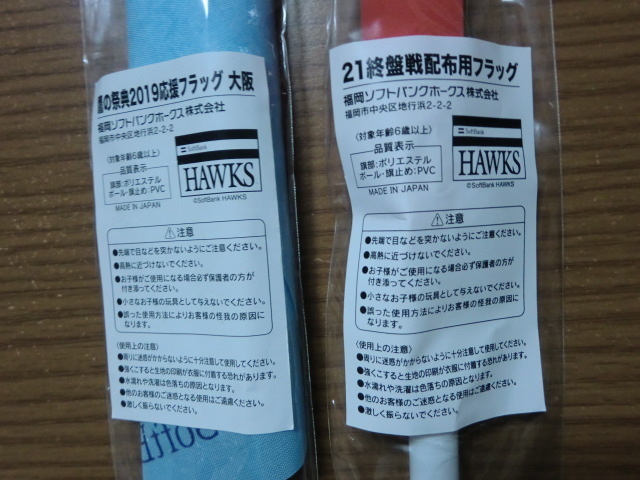 の祭典2019応援フラッグ 大阪
福岡ソフトバンクホークス株式会社
福岡市中央区地行浜2-2-2
〈対象年齢6歳以上〉
品質表示
旗部:ポリエステル
ポール・旗止め:PVC
MADE IN JAPAN
SoftBank
HAWKS
©SoftBank HAWKS
⚠注意
●先端で目などを突かないようにご注意ください。
●高熱に近づけないでください。
●お子様がご使用になる場合必ず保護者の方が
付き添ってください。
●小さなお子様の玩具として与えないでください。
●誤った使用方法によりお客様の怪我の原因に
なります。
〈使用上の注意〉
●周りに迷惑がかからないように十分注意して使用してください。
●強くこすると生地の印刷が衣服に付着する恐れがあります。
●水濡れや洗濯は色落ちの原因となります。
●他のお客様のご迷惑となる使用はご遠慮ください。
●激しく振らないでください。
21終盤戦配布用フラッグ
福岡ソフトバンクホークス株式会社
福岡市中央区地行浜2-2-2
〈対象年齢6歳以上〉
品質表示
旗部:ポリエステル
ポール・旗止め:PVC
MADE IN JAPAN
SoftBank
HAWKS
©SoftBank HAWKS
⚠注意
●先端で目などを突かないようにご注意ください。
●高熱に近づけないでください。
●お子様がご使用になる場合必ず保護者の方が
付き添ってください。
●小さなお子様の玩具として与えないでください。
●誤った使用方法によりお客様の怪我の原因に
なります。
〈使用上の注意〉
●周りに迷惑がかからないように十分注意して使用してください。
●強くこすると生地の印刷が衣服に付着する恐れがあります。
●水濡れや洗濯は色落ちの原因となります。
●他のお客様のご迷惑となる使用はご遠慮ください。
●激しく振らないでください。